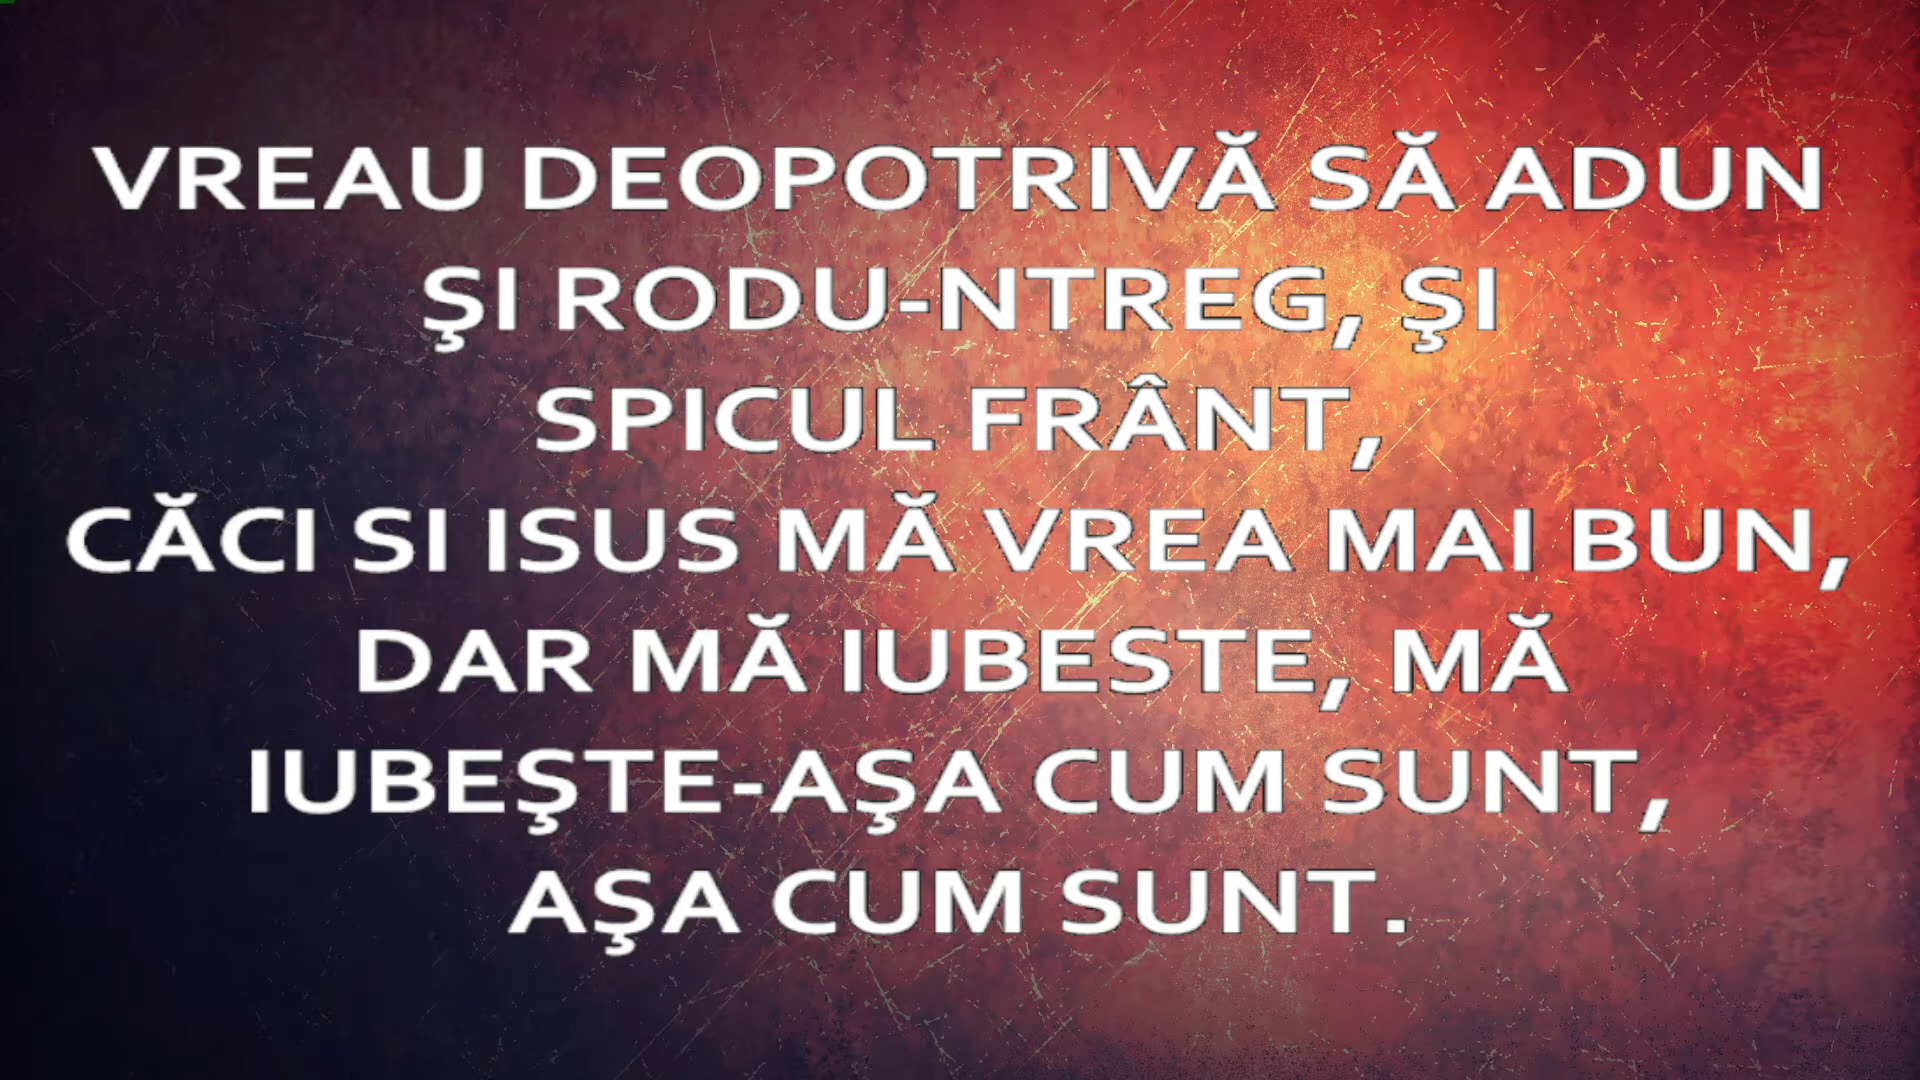 VREAU DEOPOTRIVĂ SĂ ADUN
ŞI RODU-NTREG, ŞI
SPICUL FRÂNT,
CĂCI SI ISUS MĂ VREA MAI BUN,
DAR MĂ IUBESTE, MĂ
IUBEŞTE-AŞA CUM SUNT,
AŞA CUM SUNT.